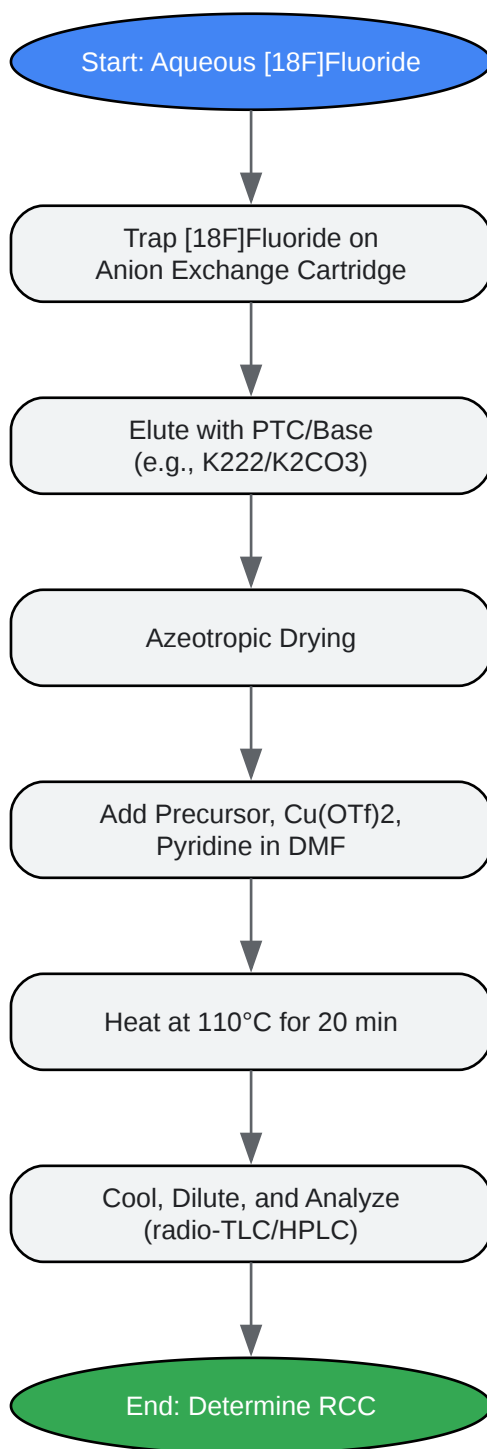 Start: Aqueous [18F]Fluoride
Trap [18F]Fluoride on
Anion Exchange Cartridge
Elute with PTC/Base
(e.g., K222/K2CO3)
Azeotropic Drying
Add Precursor, Cu(OTf)2,
Pyridine in DMF
Heat at 110°C for 20 min
Cool, Dilute, and Analyze
(radio-TLC/HPLC)
End: Determine RCC